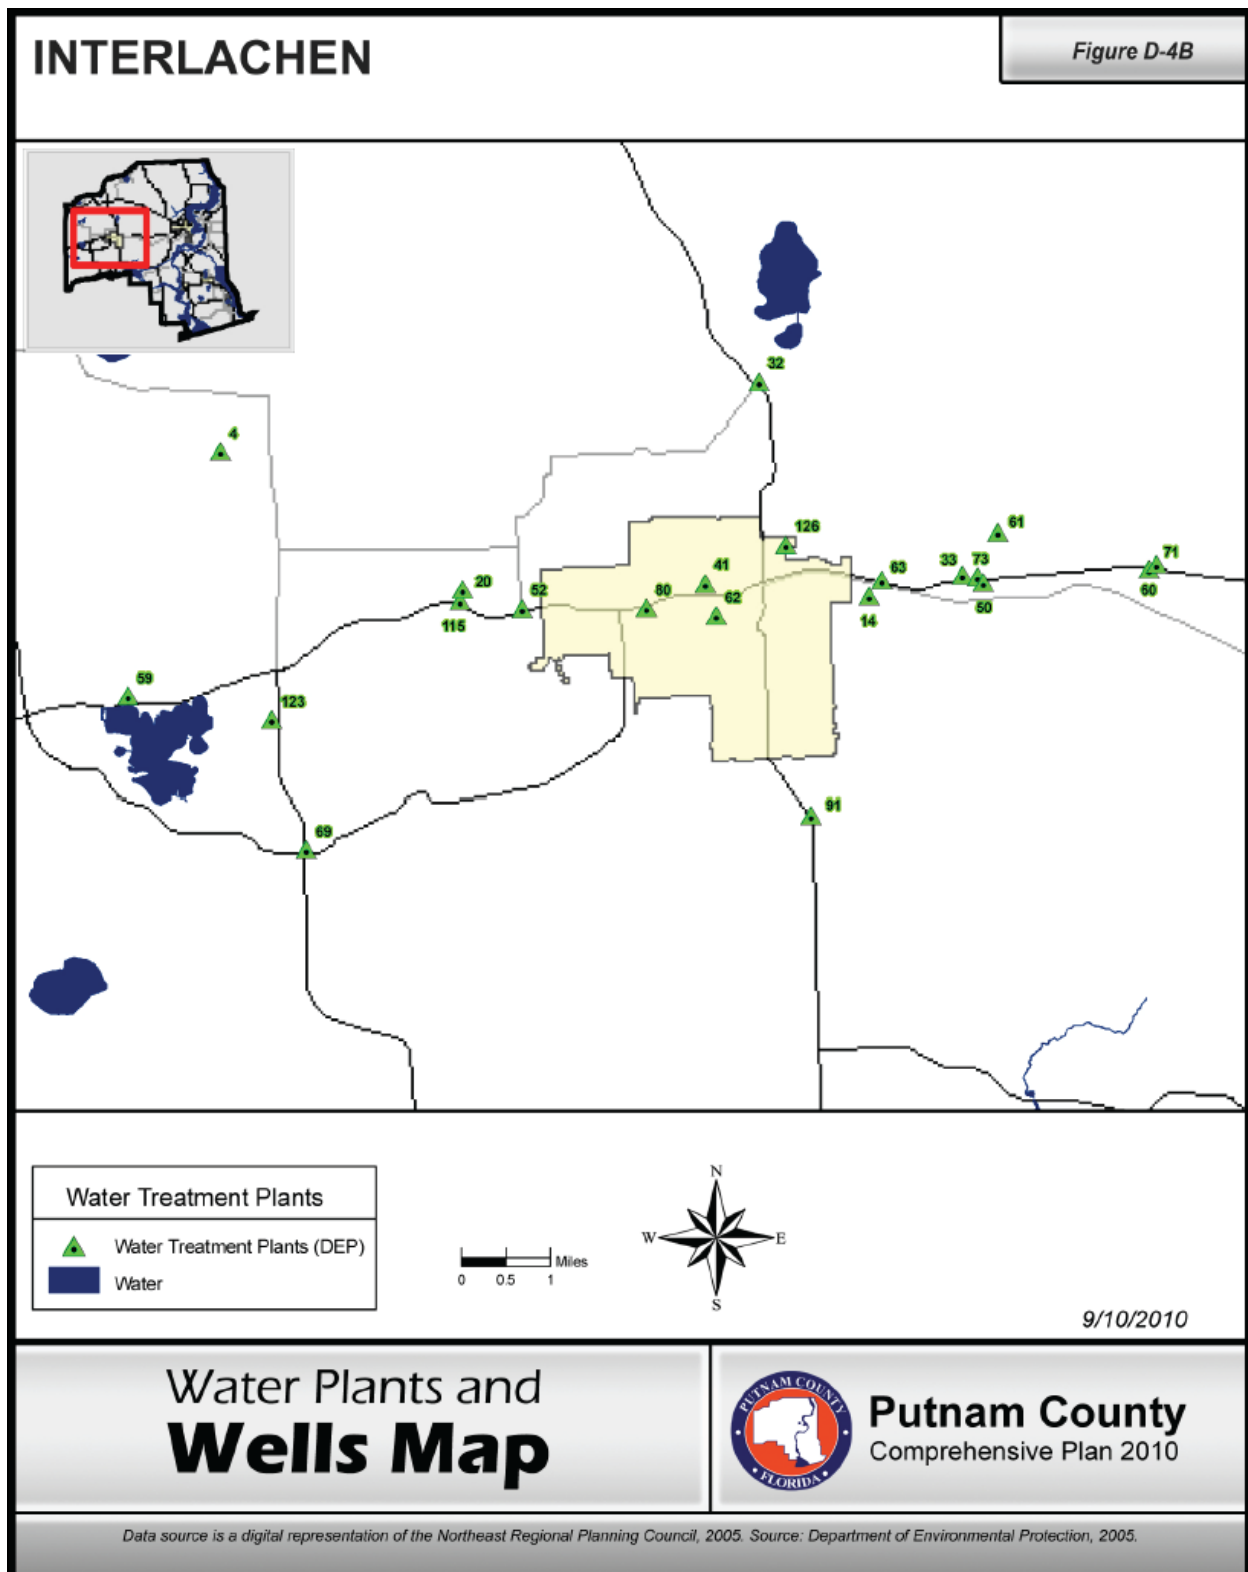 INTERLACHEN
Figure D-4B
32
4
126
61
41
63
33
73
71
20
52
80
62
60
115
14
50
59
123
91
69
N
W
E
S
Water Treatment Plants
Water Treatment Plants (DEP)
Water
Miles
0 0.5 1
9/10/2010
Water Plants and
Wells Map
PUTNAM COUNTY
FLORIDA
Putnam County
Comprehensive Plan 2010
Data source is a digital representation of the Northeast Regional Planning Council, 2005. Source: Department of Environmental Protection, 2005.